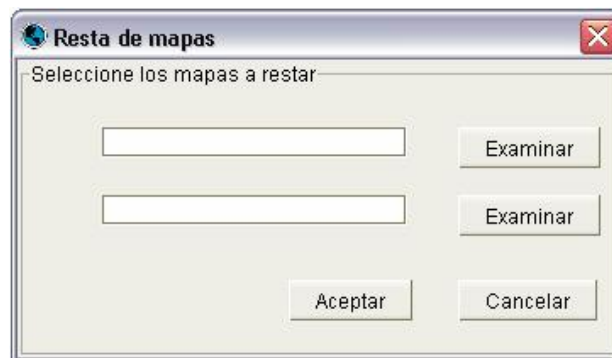 Resta de mapas
Seleccione los mapas a restar
Examinar
Examinar
Aceptar Cancelar